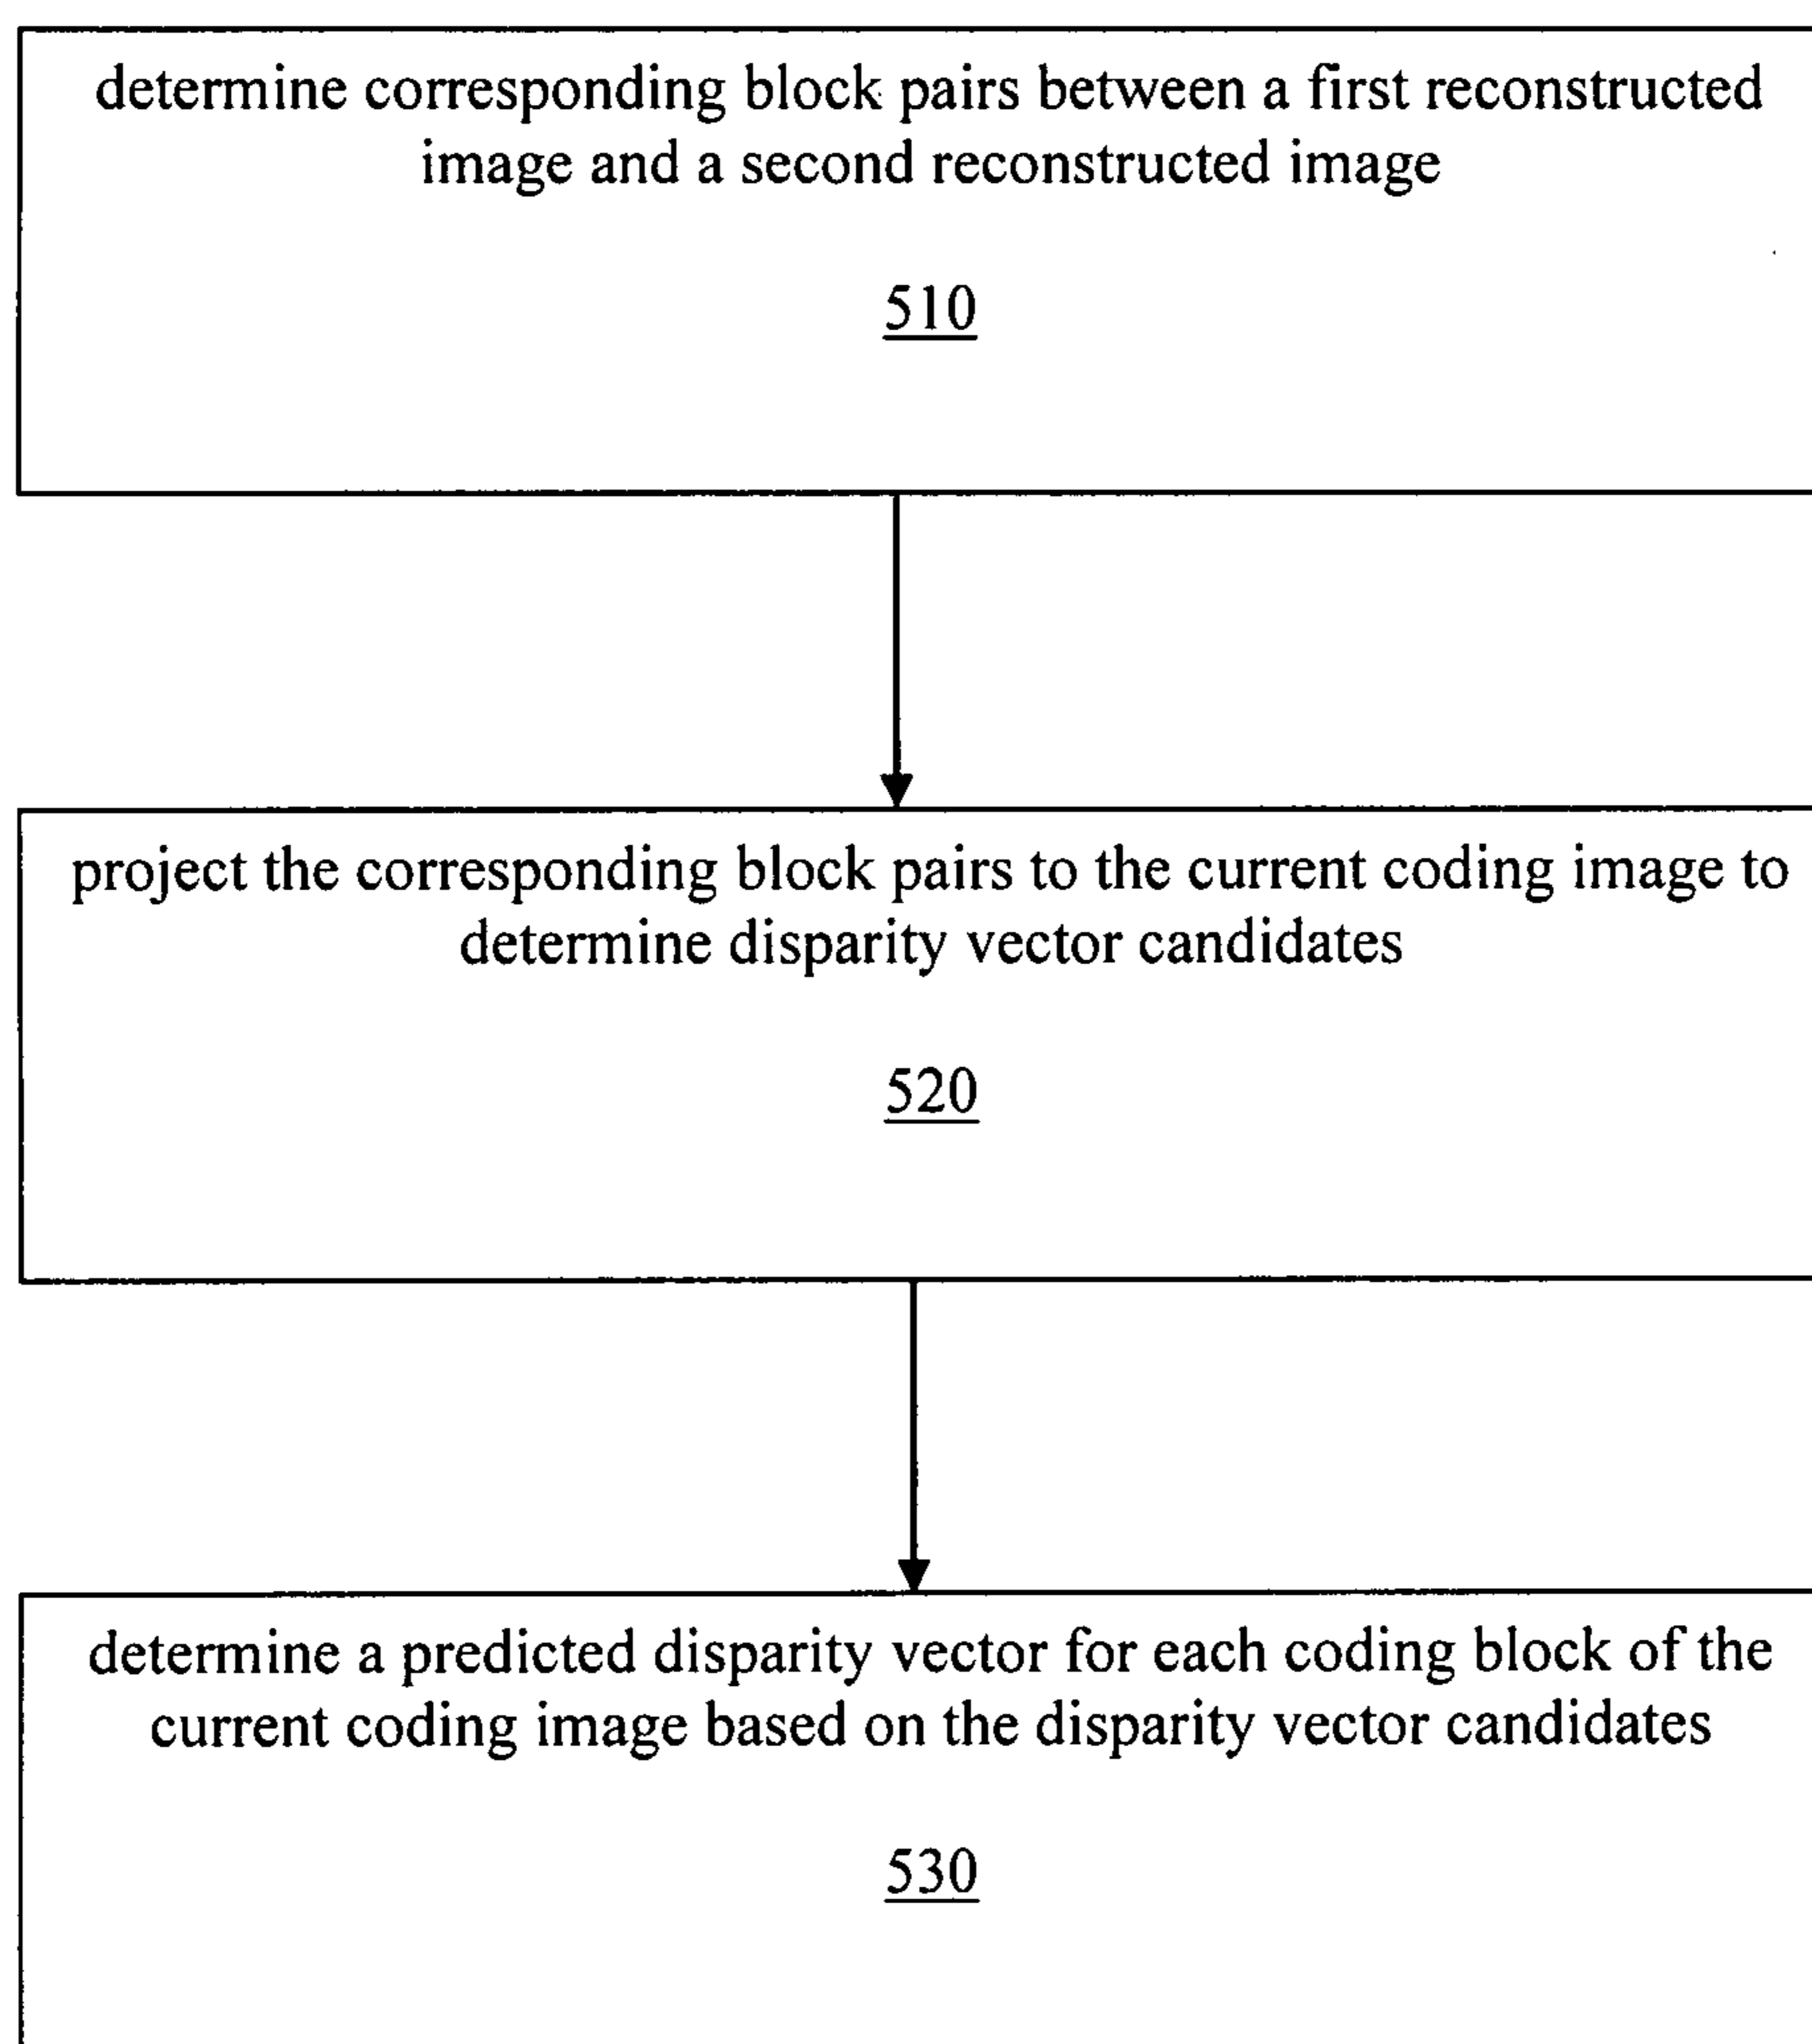 determine corresponding block pairs between a first reconstructed
image and a second reconstructed image
510
project the corresponding block pairs to the current coding image to
determine disparity vector candidates
520
determine a predicted disparity vector for each coding block of the
current coding image based on the disparity vector candidates
530